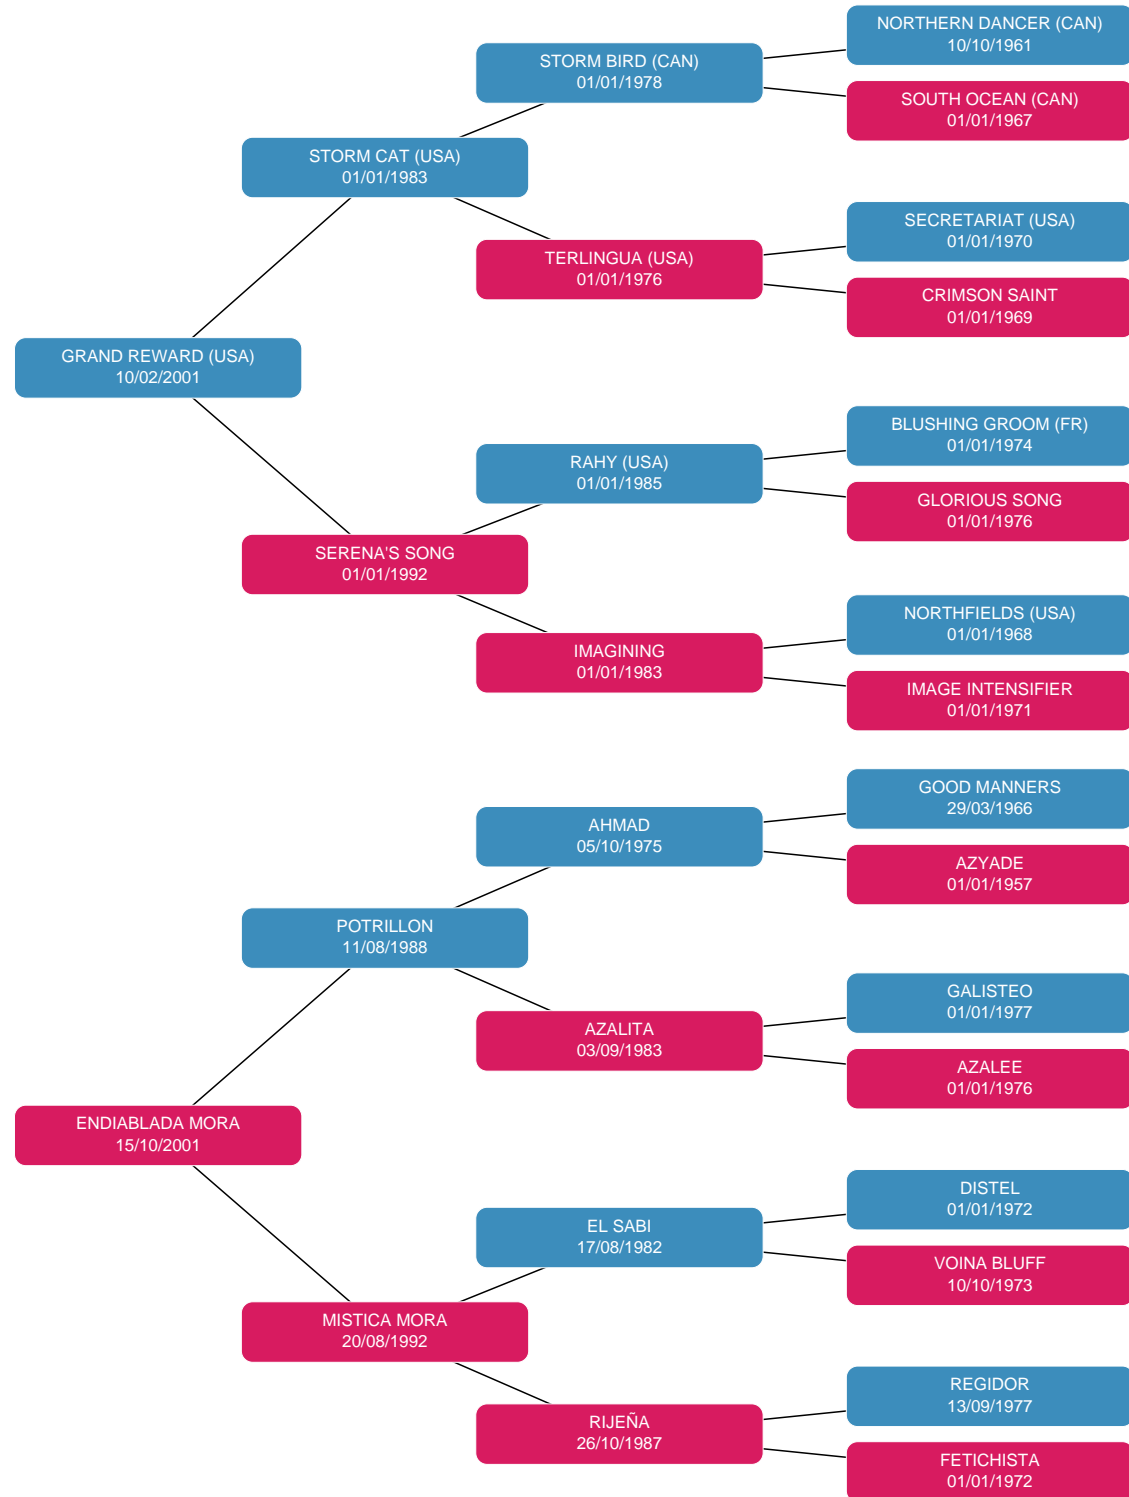 NORTHERN DANCER (CAN)
10/10/1961
STORM BIRD (CAN)
01/01/1978
SOUTH OCEAN (CAN)
01/01/1967
STORM CAT (USA)
01/01/1983
SECRETARIAT (USA)
01/01/1970
TERLINGUA (USA)
01/01/1976
CRIMSON SAINT
01/01/1969
GRAND REWARD (USA)
10/02/2001
BLUSHING GROOM (FR)
01/01/1974
RAHY (USA)
01/01/1985
GLORIOUS SONG
01/01/1976
SERENA'S SONG
01/01/1992
NORTHFIELDS (USA)
01/01/1968
IMAGINING
01/01/1983
IMAGE INTENSIFIER
01/01/1971
GOOD MANNERS
29/03/1966
AHMAD
05/10/1975
AZYADE
01/01/1957
POTRILLON
11/08/1988
GALISTEO
01/01/1977
AZALITA
03/09/1983
AZALEE
01/01/1976
ENDIABLADA MORA
15/10/2001
DISTEL
01/01/1972
EL SABI
17/08/1982
VOINA BLUFF
10/10/1973
MISTICA MORA
20/08/1992
REGIDOR
13/09/1977
RIJEÑA
26/10/1987
FETICHISTA
01/01/1972